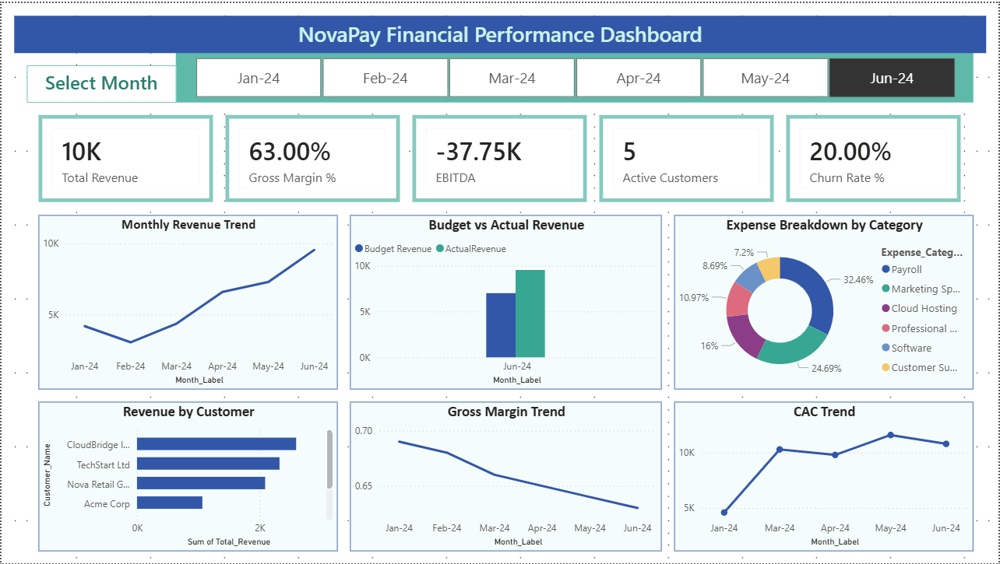 NovaPay Financial Performance Dashboard
Select Month
Jan-24
Feb-24
Mar-24
Apr-24
May-24
Jun-24
10K
Total Revenue
63.00%
Gross Margin %
-37.75K
EBITDA
5
Active Customers
20.00%
Churn Rate %
Monthly Revenue Trend
10K
5K
Jan-24 Feb-24 Mar-24 Apr-24 May-24 Jun-24
Month_Label
Budget vs Actual Revenue
Budget Revenue ActualRevenue
10K
5K
0K
Jun-24
Month_Label
Expense Breakdown by Category
7.2%
8.69%
10.97%
16%
32.46%
24.69%
Expense_Categ...
Payroll
Marketing Sp...
Cloud Hosting
Professional ...
Software
Customer Su...
Revenue by Customer
Customer_Name
CloudBridge I...
TechStart Ltd
Nova Retail G...
Acme Corp
0K 2K
Sum of Total_Revenue
Gross Margin Trend
0.70
0.65
Jan-24 Feb-24 Mar-24 Apr-24 May-24 Jun-24
Month_Label
CAC Trend
10K
5K
Jan-24 Mar-24 Apr-24 May-24 Jun-24
Month_Label